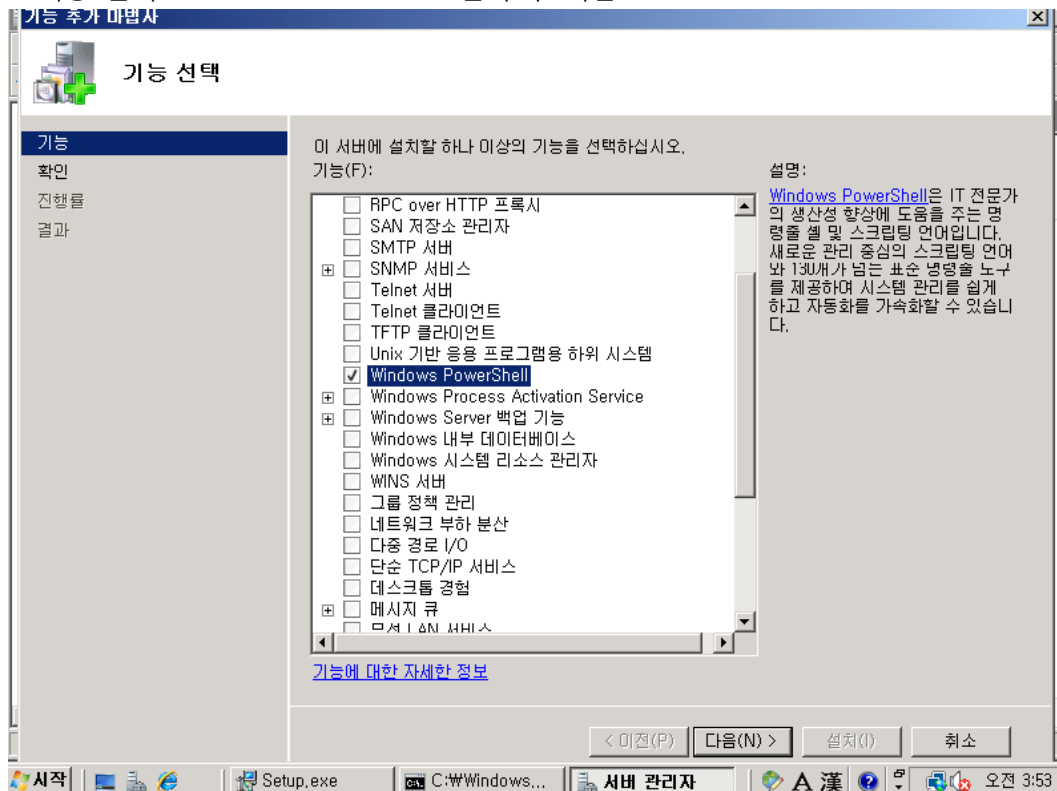 기능 추가 마법사
기능 선택
기능
확인
진행률
결과
이 서버에 설치할 하나 이상의 기능을 선택하십시오.
기능(F):
RPC over HTTP 프록시
SAN 저장소 관리자
SMTP 서버
SNMP 서비스
Telnet 서버
Telnet 클라이언트
TFTP 클라이언트
Unix 기반 응용 프로그램용 하위 시스템
Windows PowerShell
Windows Process Activation Service
Windows Server 백업 기능
Windows 내부 데이터베이스
Windows 시스템 리소스 관리자
WINS 서버
그룹 정책 관리
네트워크 부하 분산
다중 경로 I/O
단순 TCP/IP 서비스
데스크톱 경험
메시지 큐
무선 LAN 서비스
기능에 대한 자세한 정보
설명:
Windows PowerShell은 IT 전문가
의 생산성 향상에 도움을 주는 명
령줄 셸 및 스크립팅 언어입니다.
새로운 관리 중심의 스크립팅 언어
와 130개가 넘는 표준 명령줄 도구
를 제공하여 시스템 관리를 쉽게
하고 자동화를 가속화할 수 있습니
다.
< 이전(P)
다음(N) >
설치(I)
취소
시작
Setup.exe
C:₩Windows...
서버 관리자
A 漢
오전 3:53